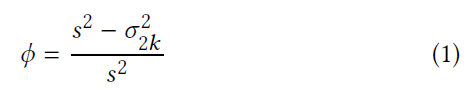 ϕ = (s² − σ²₂ₖ) / s² (1)